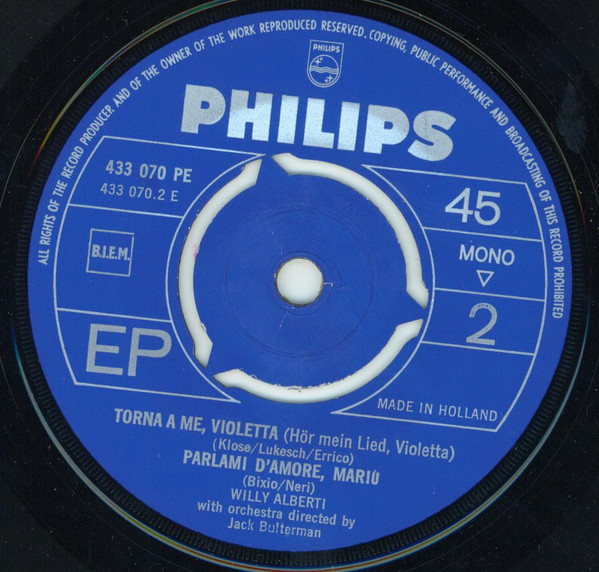 ALL RIGHTS OF THE RECORD PRODUCER AND OF THE OWNER OF THE WORK REPRODUCED RESERVED. COPYING, PUBLIC PERFORMANCE AND BROADCASTING OF THIS RECORD PROHIBITED
PHILIPS
PHILIPS
433 070 PE
433 070.2 E
B.I.E.M.
EP
45
MONO
2
MADE IN HOLLAND
TORNA A ME, VIOLETTA (Hör mein Lied, Violetta)
(Klose/Lukesch/Errico)
PARLAMI D'AMORE, MARIÙ
(Bixio/Neri)
WILLY ALBERTI
with orchestra directed by
Jack Bulterman